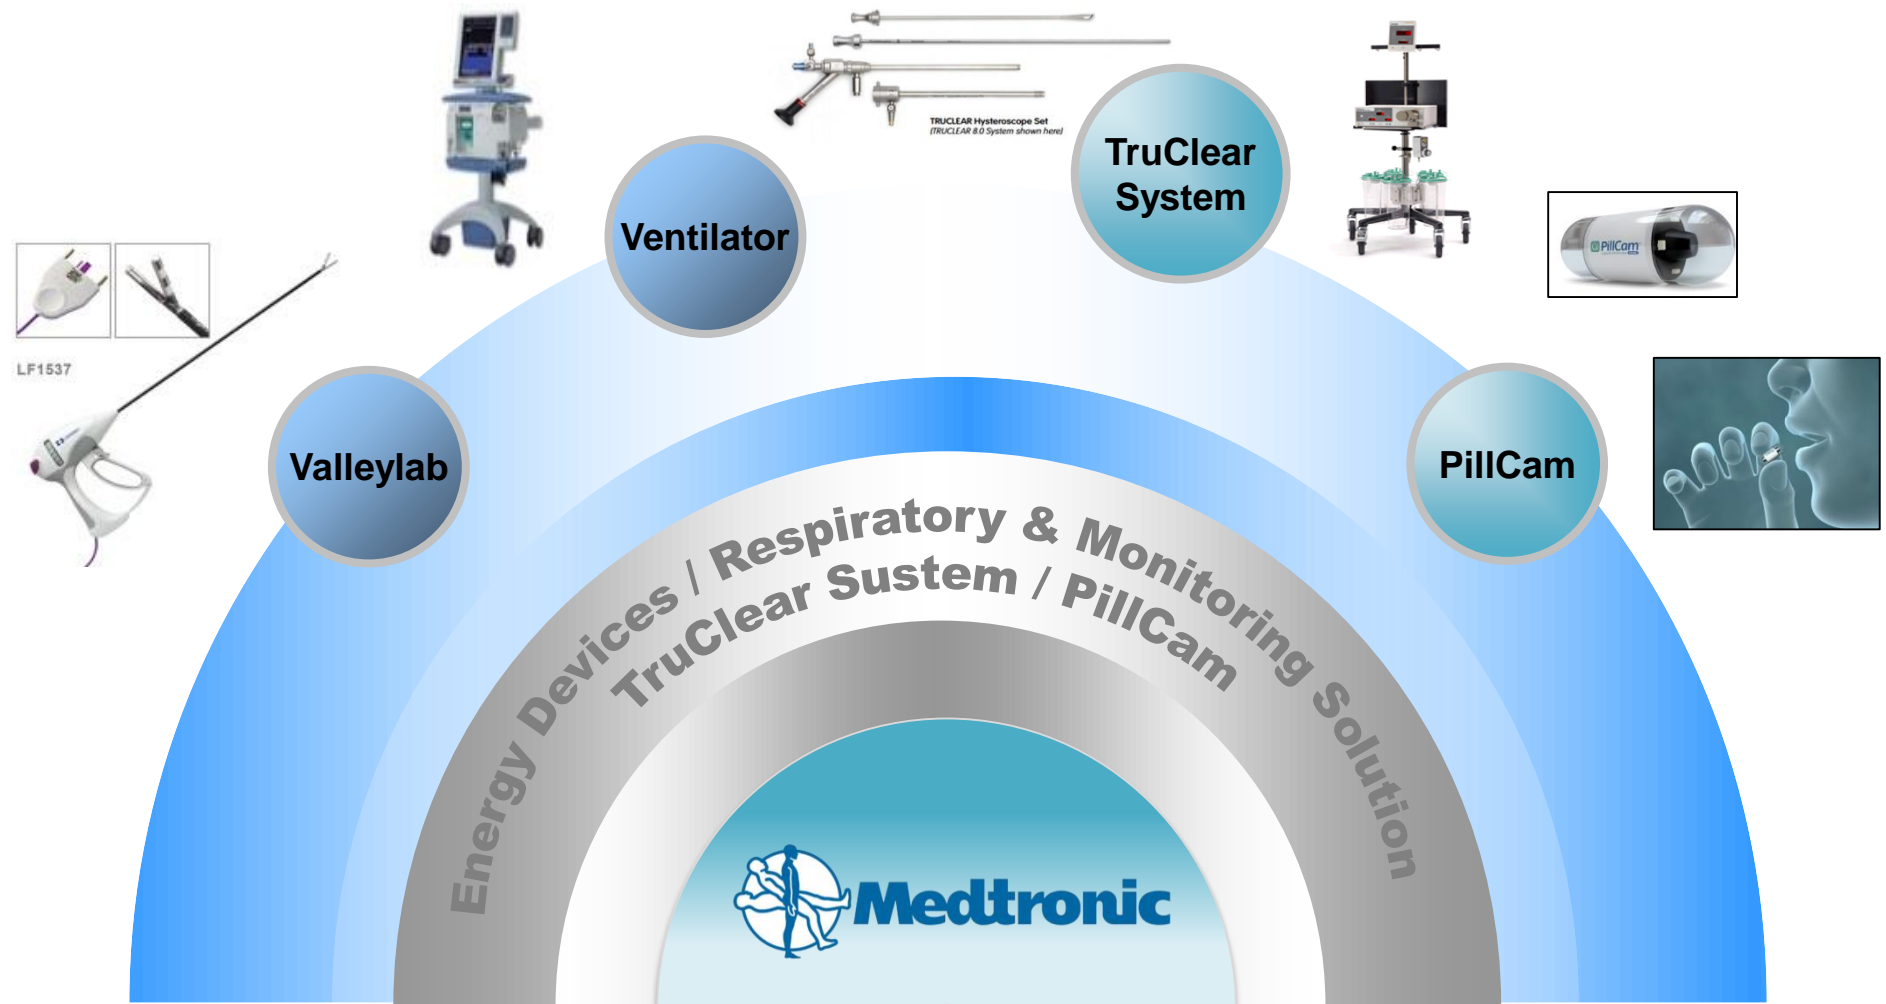 TRUCLEAR Hysteroscope Set
(TRUCLEAR 8.0 System shown here)
TruClear
System
Ventilator
PillCam
LF1537
Valleylab
PillCam
Energy Devices / Respiratory & Monitoring Solution
TruClear Sustem / PillCam
Medtronic